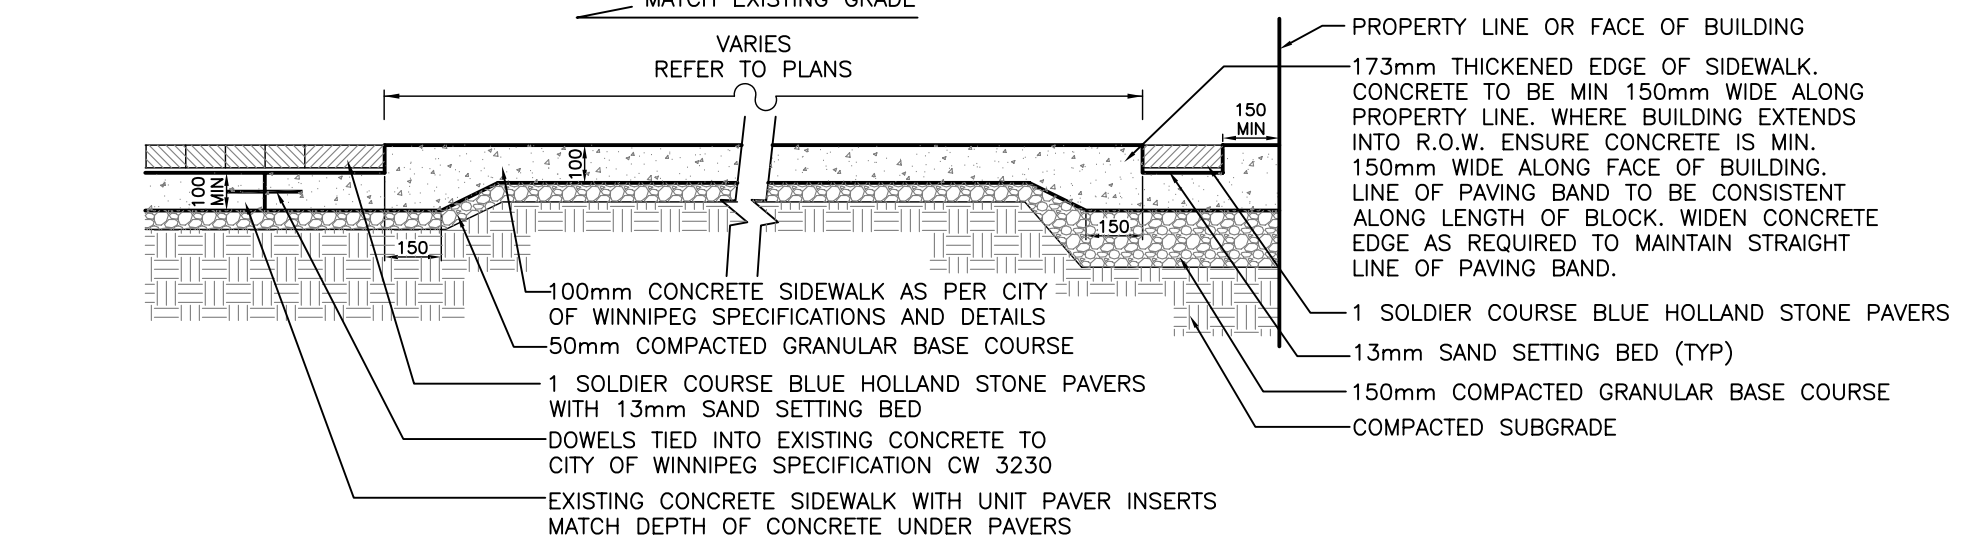 MATCH EXISTING GRADE
VARIES
REFER TO PLANS
PROPERTY LINE OR FACE OF BUILDING
173mm THICKENED EDGE OF SIDEWALK.
CONCRETE TO BE MIN 150mm WIDE ALONG
PROPERTY LINE. WHERE BUILDING EXTENDS
INTO R.O.W. ENSURE CONCRETE IS MIN.
150mm WIDE ALONG FACE OF BUILDING.
LINE OF PAVING BAND TO BE CONSISTENT
ALONG LENGTH OF BLOCK. WIDEN CONCRETE
EDGE AS REQUIRED TO MAINTAIN STRAIGHT
LINE OF PAVING BAND.
150
MIN
100
100
MIN
150
150
100mm CONCRETE SIDEWALK AS PER CITY
OF WINNIPEG SPECIFICATIONS AND DETAILS
50mm COMPACTED GRANULAR BASE COURSE
1 SOLDIER COURSE BLUE HOLLAND STONE PAVERS
WITH 13mm SAND SETTING BED
DOWELS TIED INTO EXISTING CONCRETE TO
CITY OF WINNIPEG SPECIFICATION CW 3230
EXISTING CONCRETE SIDEWALK WITH UNIT PAVER INSERTS
MATCH DEPTH OF CONCRETE UNDER PAVERS
1 SOLDIER COURSE BLUE HOLLAND STONE PAVERS
13mm SAND SETTING BED (TYP)
150mm COMPACTED GRANULAR BASE COURSE
COMPACTED SUBGRADE